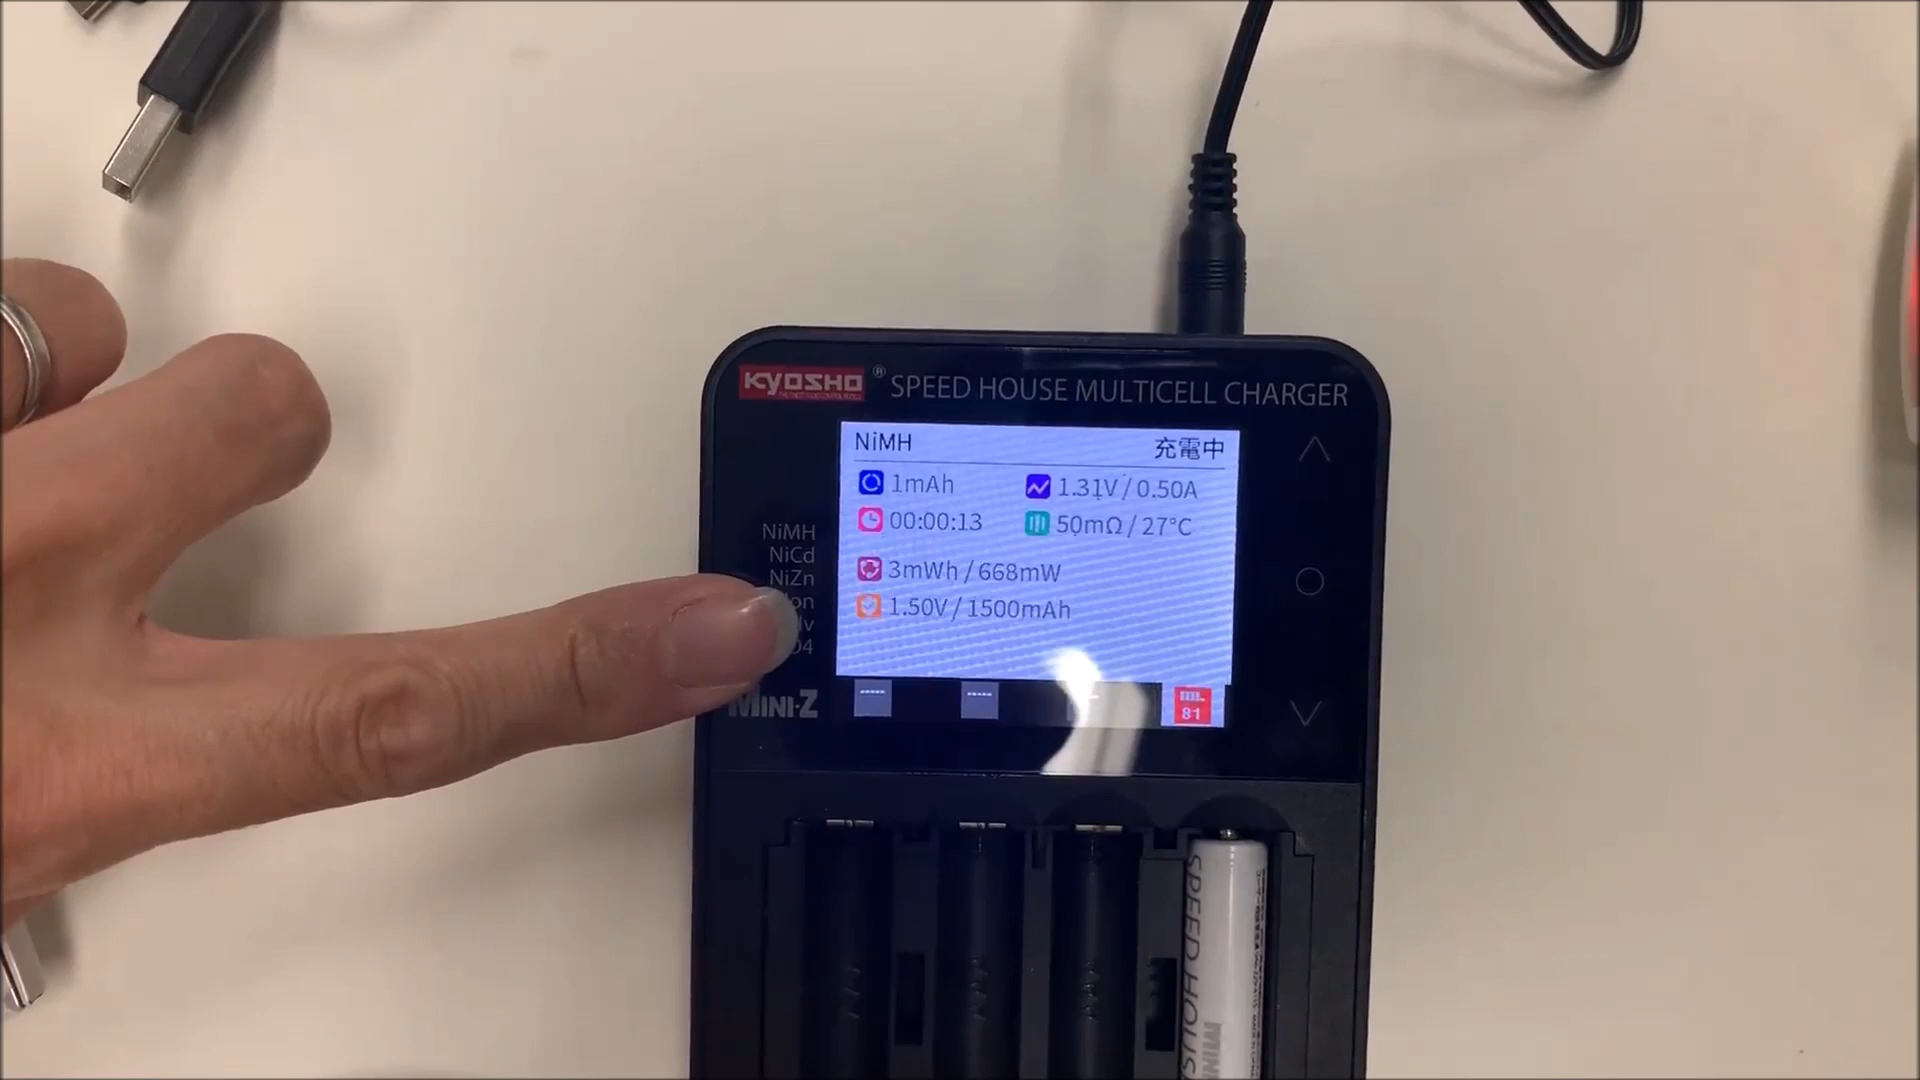 KYOSHO ® SPEED HOUSE MULTICELL CHARGER
NiMH 充電中
1mAh 1.31V / 0.50A
00:00:13 50mΩ / 27°C
3mWh / 668mW
1.50V / 1500mAh
81
NiMH
NiCd
NiZn
MINI-Z
SPEED HOUS